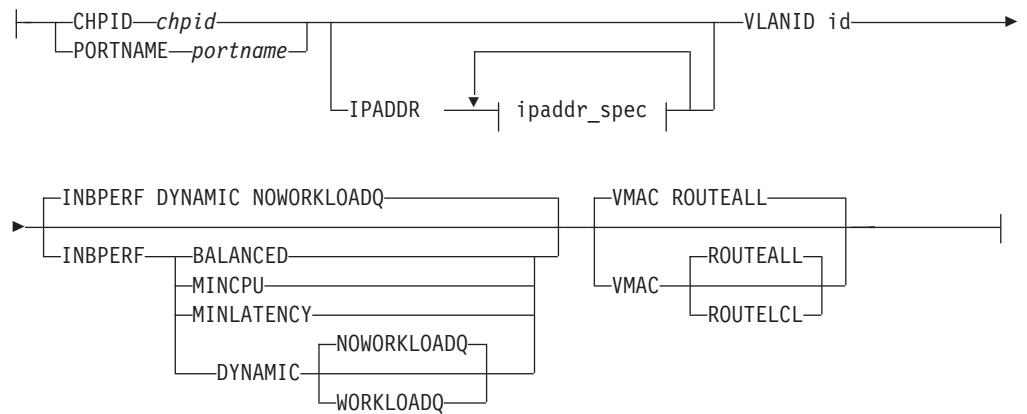 CHPID chpid
VLANID id
PORTNAME portname
IPADDR ipaddr_spec
INBPERF DYNAMIC NOWORKLOADQ
VMAC ROUTEALL
INBPERF BALANCED
ROUTEALL
MINCPU
VMAC
MINLATENCY
ROUTELCL
NOWORKLOADQ
DYNAMIC
WORKLOADQ